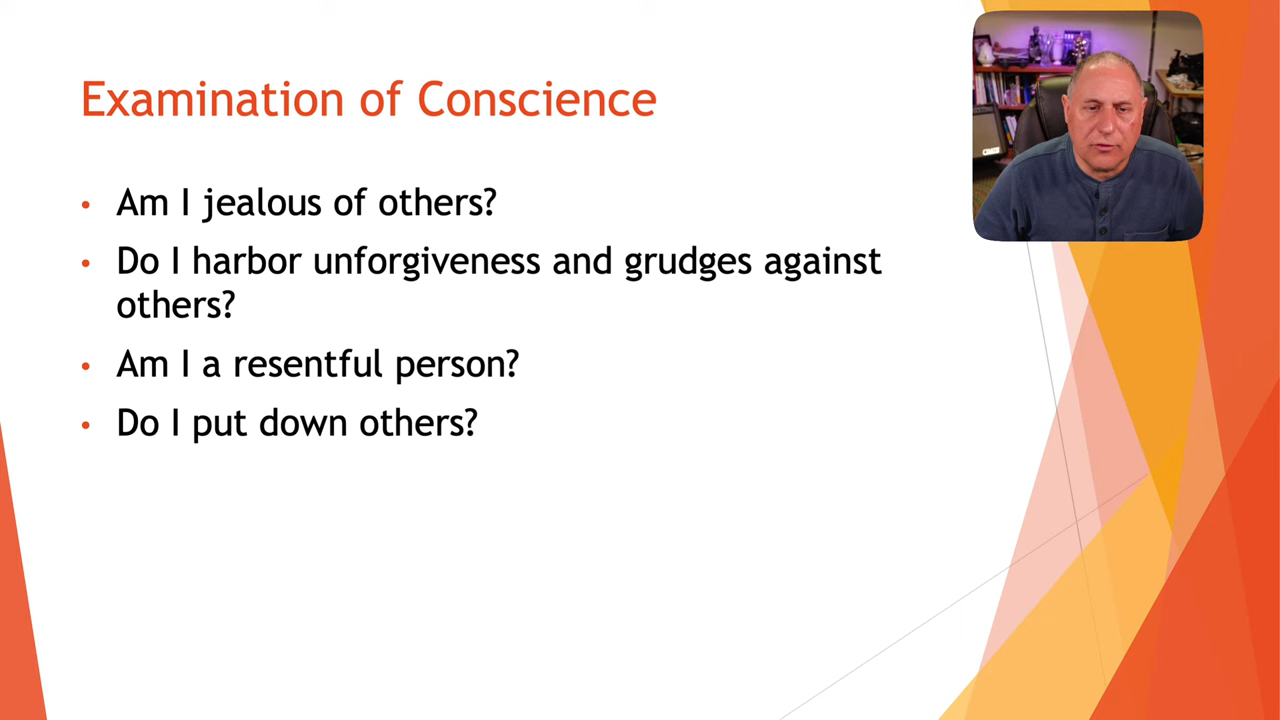 Examination of Conscience
• Am I jealous of others?
• Do I harbor unforgiveness and grudges against
others?
• Am I a resentful person?
• Do I put down others?
CRATE